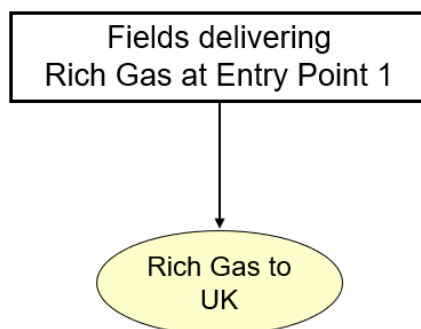 Fields delivering
Rich Gas at Entry Point 1
Rich Gas to
UK